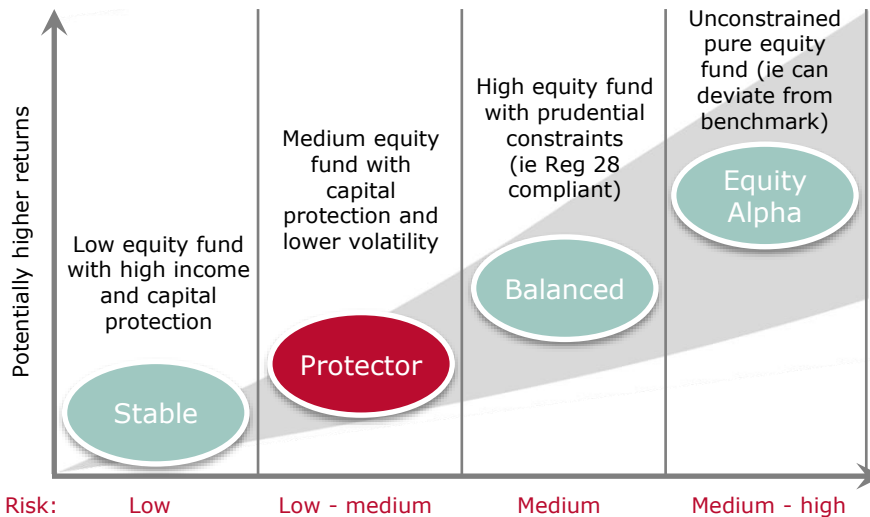 Potentially higher returns
Low equity fund
with high income
and capital
protection
Stable
Medium equity
fund with
capital
protection and
lower volatility
Protector
High equity fund
with prudential
constraints
(ie Reg 28
compliant)
Balanced
Unconstrained
pure equity
fund (ie can
deviate from
benchmark)
Equity
Alpha
Risk: Low Low - medium Medium Medium - high